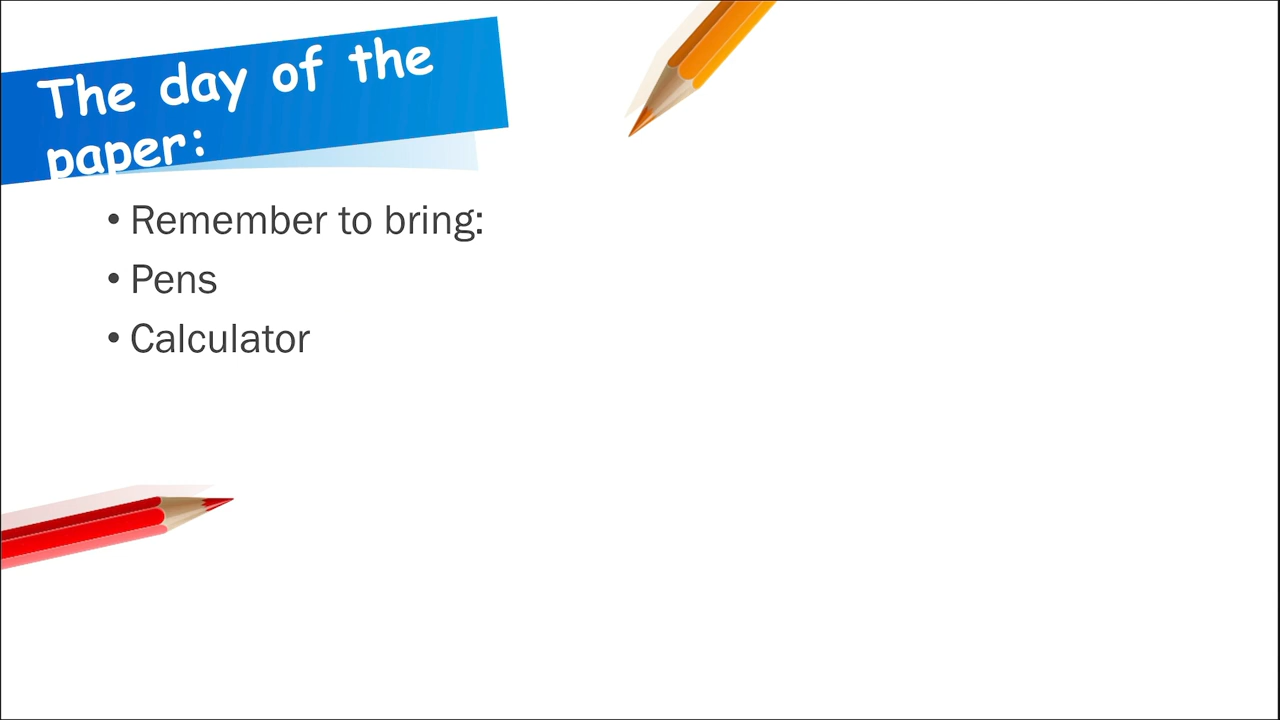 The day of the
paper:
• Remember to bring:
• Pens
• Calculator